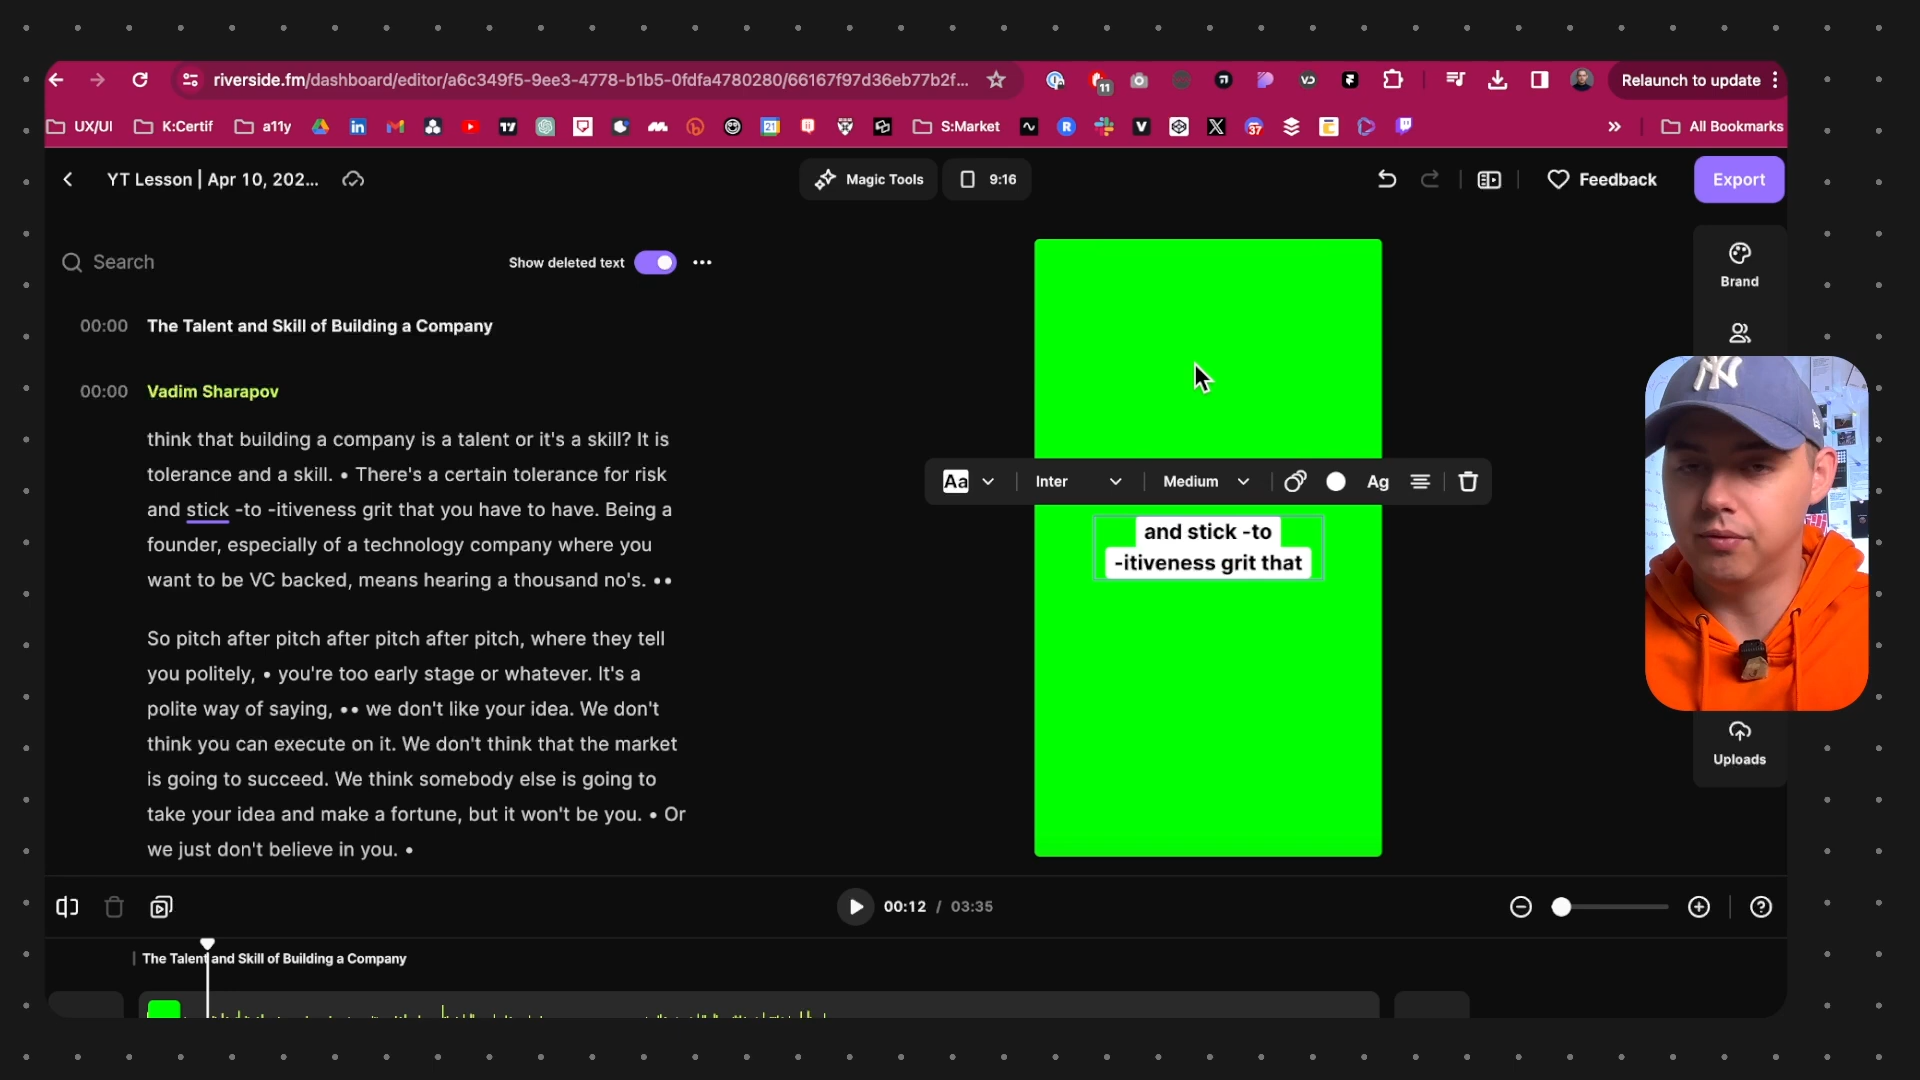 riverside.fm/dashboard/editor/a6c349f5-9ee3-4778-b1b5-0fdfa4780280/66167f97d36eb77b2f...
11
Relaunch to update
UX/UI
K:Certif
a11y
21
S:Market
37
All Bookmarks
YT Lesson | Apr 10, 202...
Magic Tools
9:16
Feedback
Export
Search
Show deleted text
Brand
00:00 The Talent and Skill of Building a Company
00:00 Vadim Sharapov
think that building a company is a talent or it's a skill? It is
tolerance and a skill. • There's a certain tolerance for risk
and stick -to -itiveness grit that you have to have. Being a
founder, especially of a technology company where you
want to be VC backed, means hearing a thousand no's. ••
So pitch after pitch after pitch after pitch, where they tell
you politely, • you're too early stage or whatever. It's a
polite way of saying, •• we don't like your idea. We don't
think you can execute on it. We don't think that the market
is going to succeed. We think somebody else is going to
take your idea and make a fortune, but it won't be you. • Or
we just don't believe in you. •
Aa
Inter
Medium
Ag
and stick -to
-itiveness grit that
Uploads
00:12 / 03:35
The Talent and Skill of Building a Company